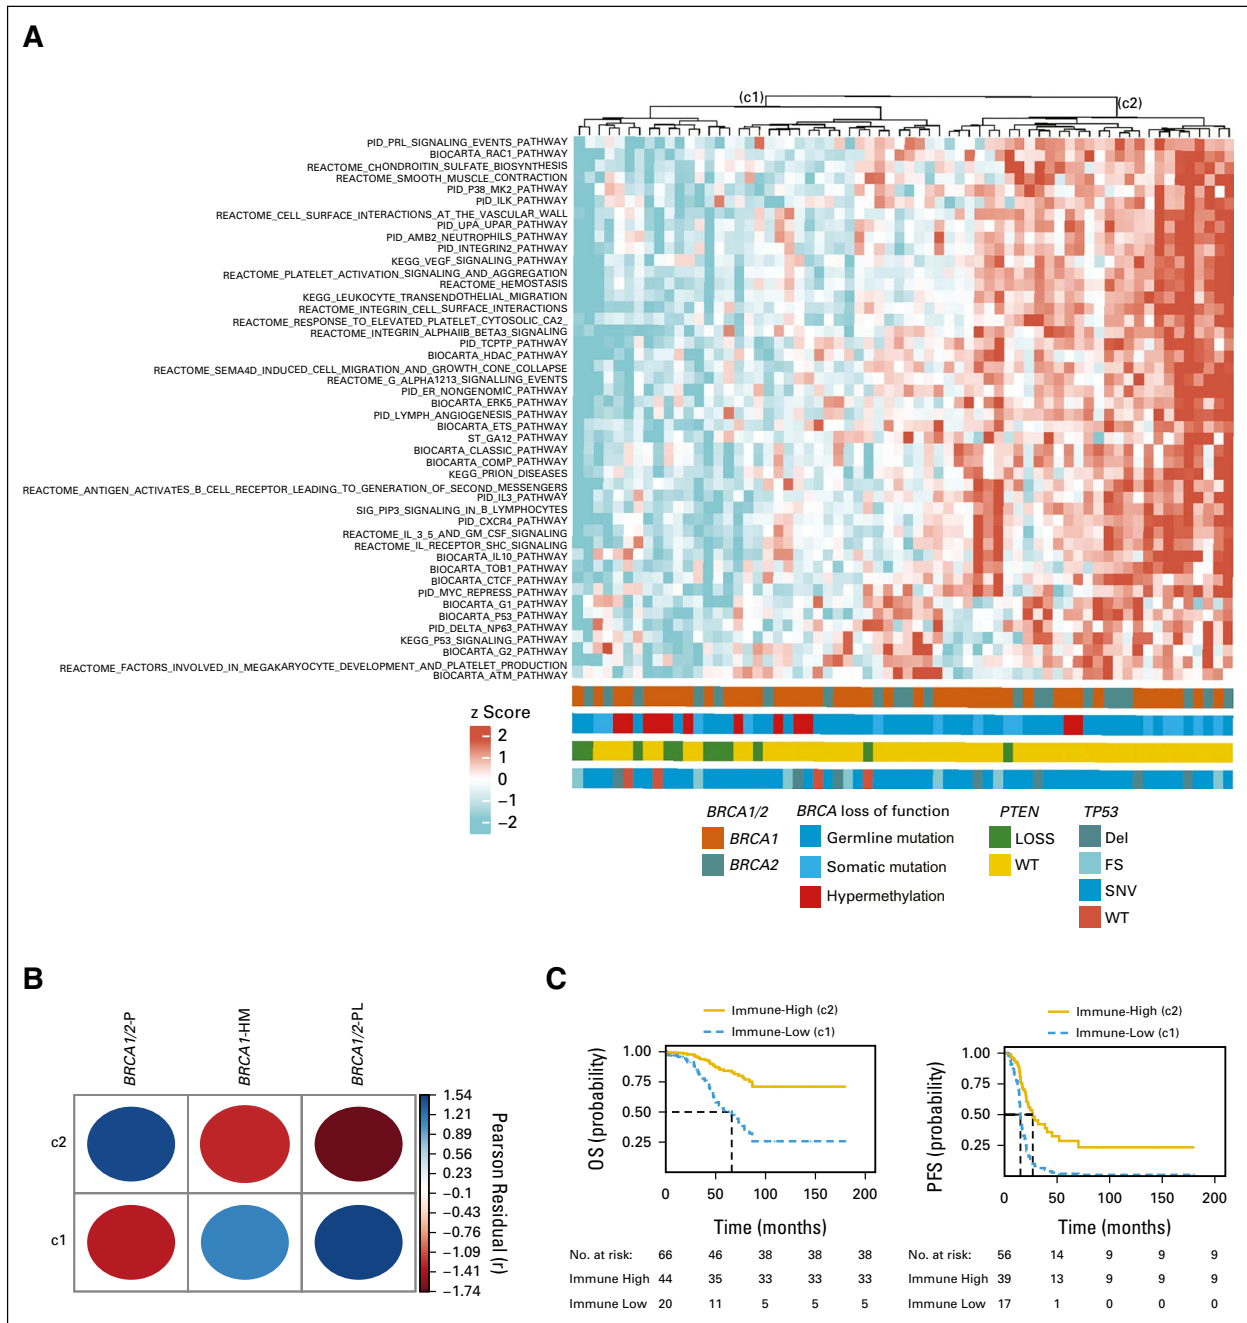 A
(c1)
(c2)
PID_PRL_SIGNALING_EVENTS_PATHWAY
BIOCARTA_RAC1_PATHWAY
REACTOME_CHONDROITIN_SULFATE_BIOSYNTHESIS
REACTOME_SMOOTH_MUSCLE_CONTRACTION
PID_P38_MK2_PATHWAY
PID_ILK_PATHWAY
REACTOME_CELL_SURFACE_INTERACTIONS_AT_THE_VASCULAR_WALL
PID_UPA_UPAR_PATHWAY
PID_AMB2_NEUTROPHILS_PATHWAY
PID_INTEGRIN2_PATHWAY
KEGG_VEGF_SIGNALING_PATHWAY
REACTOME_PLATELET_ACTIVATION_SIGNALING_AND_AGGREGATION
REACTOME_HEMOSTASIS
KEGG_LEUKOCYTE_TRANSENDOTHELIAL_MIGRATION
REACTOME_INTEGRIN_CELL_SURFACE_INTERACTIONS
REACTOME_RESPONSE_TO_ELEVATED_PLATELET_CYTOSOLIC_CA2_
REACTOME_INTEGRIN_ALPHAIIB_BETA3_SIGNALING
PID_TCPTP_PATHWAY
BIOCARTA_HDAC_PATHWAY
REACTOME_SEMA4D_INDUCED_CELL_MIGRATION_AND_GROWTH_CONE_COLLAPSE
REACTOME_G_ALPHA1213_SIGNALLING_EVENTS
PID_ER_NONGENOMIC_PATHWAY
BIOCARTA_ERK5_PATHWAY
PID_LYMPH_ANGIOGENESIS_PATHWAY
BIOCARTA_ETS_PATHWAY
ST_GA12_PATHWAY
BIOCARTA_CLASSIC_PATHWAY
BIOCARTA_COMP_PATHWAY
KEGG_PRION_DISEASES
REACTOME_ANTIGEN_ACTIVATES_B_CELL_RECEPTOR_LEADING_TO_GENERATION_OF_SECOND_MESSENGERS
PID_IL3_PATHWAY
SIG_PIP3_SIGNALING_IN_B_LYMPHOCYTES
PID_CXCR4_PATHWAY
REACTOME_IL_3_5_AND_GM_CSF_SIGNALING
REACTOME_IL_RECEPTOR_SHC_SIGNALING
BIOCARTA_IL10_PATHWAY
BIOCARTA_TOB1_PATHWAY
BIOCARTA_CTCF_PATHWAY
PID_MYC_REPRESS_PATHWAY
BIOCARTA_G1_PATHWAY
BIOCARTA_P53_PATHWAY
PID_DELTA_NP63_PATHWAY
KEGG_P53_SIGNALING_PATHWAY
BIOCARTA_G2_PATHWAY
REACTOME_FACTORS_INVOLVED_IN_MEGAKARYOCYTE_DEVELOPMENT_AND_PLATELET_PRODUCTION
BIOCARTA_ATM_PATHWAY
z Score
2
1
0
−1
−2
BRCA1/2
BRCA1
BRCA2
BRCA loss of function
Germline mutation
Somatic mutation
Hypermethylation
PTEN
LOSS
WT
TP53
Del
FS
SNV
WT
B
BRCA1/2-P
BRCA1-HM
BRCA1/2-PL
c2
c1
1.54
1.21
0.89
0.56
0.23
−0.1
−0.43
−0.76
−1.09
−1.41
−1.74
Pearson Residual (r)
C
Immune-High (c2)
Immune-Low (c1)
OS (probability)
1.00
0.75
0.50
0.25
0 50 100 150 200
Time (months)
No. at risk: 66 46 38 38 38
Immune High 44 35 33 33 33
Immune Low 20 11 5 5 5
Immune-High (c2)
Immune-Low (c1)
PFS (probability)
1.00
0.75
0.50
0.25
0 50 100 150 200
Time (months)
No. at risk: 56 14 9 9 9
Immune High 39 13 9 9 9
Immune Low 17 1 0 0 0